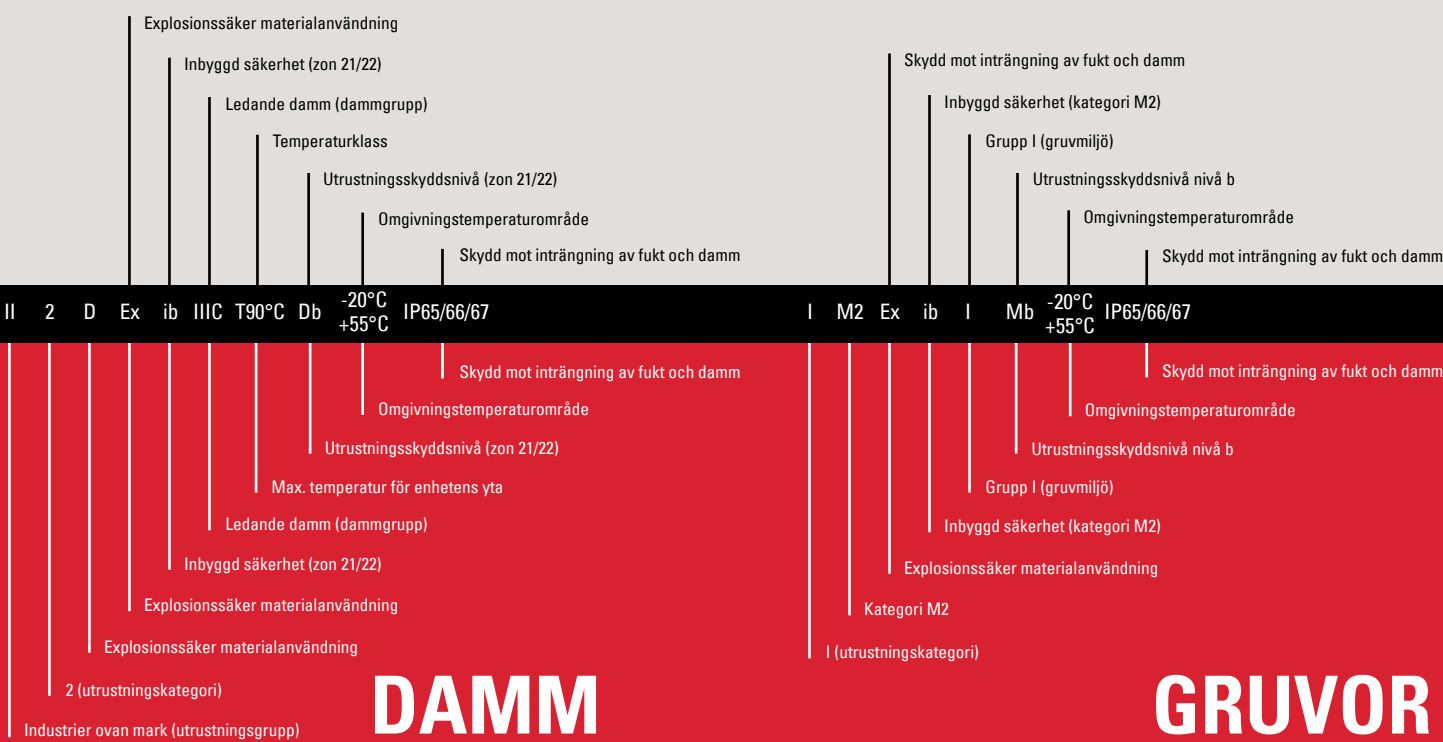 Explosionssäker materialanvändning
Inbyggd säkerhet (zon 21/22)
Ledande damm (dammgrupp)
Temperaturklass
Utrustningsskyddsnivå (zon 21/22)
Omgivningstemperaturområde
Skydd mot inträngning av fukt och damm
II 2 D Ex ib IIIC T90°C Db -20°C +55°C IP65/66/67
Skydd mot inträngning av fukt och damm
Omgivningstemperaturområde
Utrustningsskyddsnivå (zon 21/22)
Max. temperatur för enhetens yta
Ledande damm (dammgrupp)
Inbyggd säkerhet (zon 21/22)
Explosionssäker materialanvändning
Explosionssäker materialanvändning
2 (utrustningskategori)
Industrier ovan mark (utrustningsgrupp)
DAMM
Skydd mot inträngning av fukt och damm
Inbyggd säkerhet (kategori M2)
Grupp I (gruvmiljö)
Utrustningsskyddsnivå nivå b
Omgivningstemperaturområde
Skydd mot inträngning av fukt och damm
I M2 Ex ib I Mb -20°C +55°C IP65/66/67
Skydd mot inträngning av fukt och damm
Omgivningstemperaturområde
Utrustningsskyddsnivå nivå b
Grupp I (gruvmiljö)
Inbyggd säkerhet (kategori M2)
Explosionssäker materialanvändning
Kategori M2
I (utrustningskategori)
GRUVOR